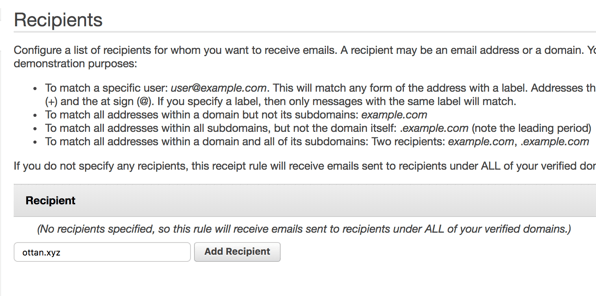 Recipients
Configure a list of recipients for whom you want to receive emails. A recipient may be an email address or a domain.
demonstration purposes:
• To match a specific user: user@example.com. This will match any form of the address with a label. Addresses
(+) and the at sign (@). If you specify a label, then only messages with the same label will match.
• To match all addresses within a domain but not its subdomains: example.com
• To match all addresses within all subdomains, but not the domain itself: .example.com (note the leading period)
• To match all addresses within a domain and all of its subdomains: Two recipients: example.com, .example.com
If you do not specify any recipients, this receipt rule will receive emails sent to recipients under ALL of your verified
Recipient
(No recipients specified, so this rule will receive emails sent to recipients under ALL of your verified domains.)
ottan.xyz
Add Recipient